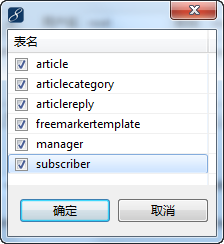 表名
article
articlecategory
articlereply
freemarkertemplate
manager
subscriber
确定
取消